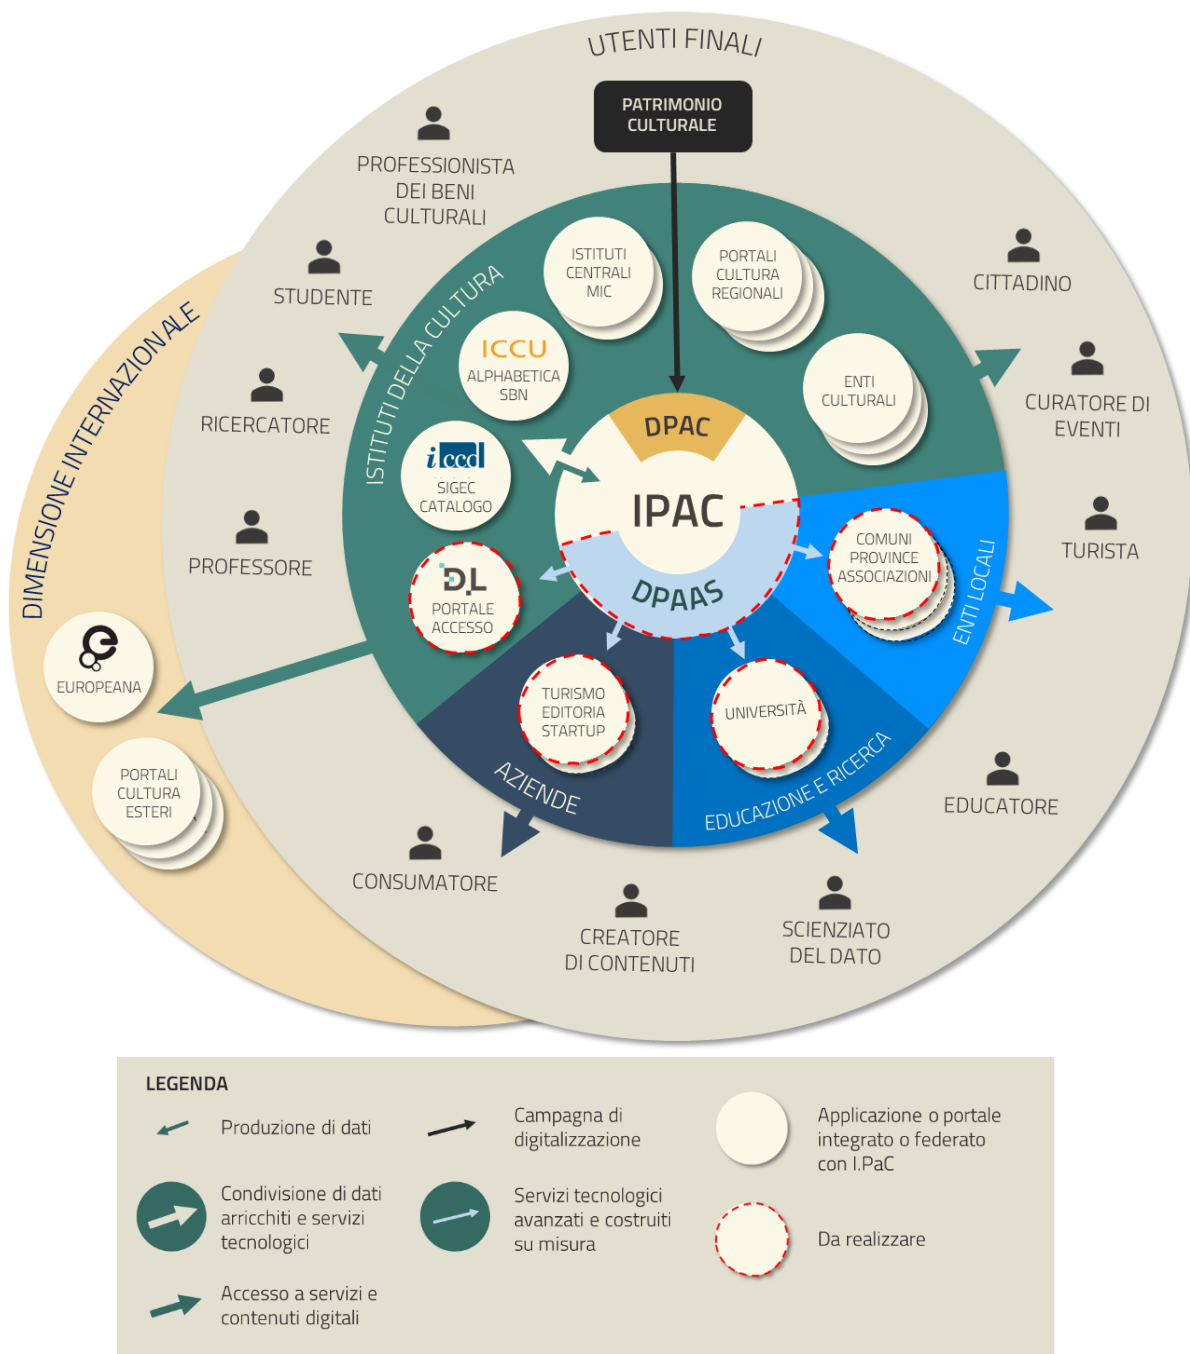 UTENTI FINALI
PATRIMONIO
CULTURALE
PROFESSIONISTA
DEI BENI
CULTURALI
STUDENTE
RICERCATORE
PROFESSORE
CITTADINO
CURATORE DI
EVENTI
TURISTA
EDUCATORE
SCIENZIATO
DEL DATO
CREATORE
DI CONTENUTI
CONSUMATORE
DIMENSIONE INTERNAZIONALE
EUROPEANA
PORTALI
CULTURA
ESTERI
ISTITUTI DELLA CULTURA
ISTITUTI
CENTRALI
MIC
PORTALI
CULTURA
REGIONALI
ENTI
CULTURALI
ICCU
ALPHABETICA
SBN
iccd
SIGEC
CATALOGO
DL
PORTALE
ACCESSO
DPAC
IPAC
DPAAS
ENTI LOCALI
COMUNI
PROVINCE
ASSOCIAZIONI
EDUCAZIONE E RICERCA
UNIVERSITÀ
AZIENDE
TURISMO
EDITORIA
STARTUP
LEGENDA
Produzione di dati
Condivisione di dati
arricchiti e servizi
tecnologici
Accesso a servizi e
contenuti digitali
Campagna di
digitalizzazione
Servizi tecnologici
avanzati e costruiti
su misura
Applicazione o portale
integrato o federato
con I.PaC
Da realizzare